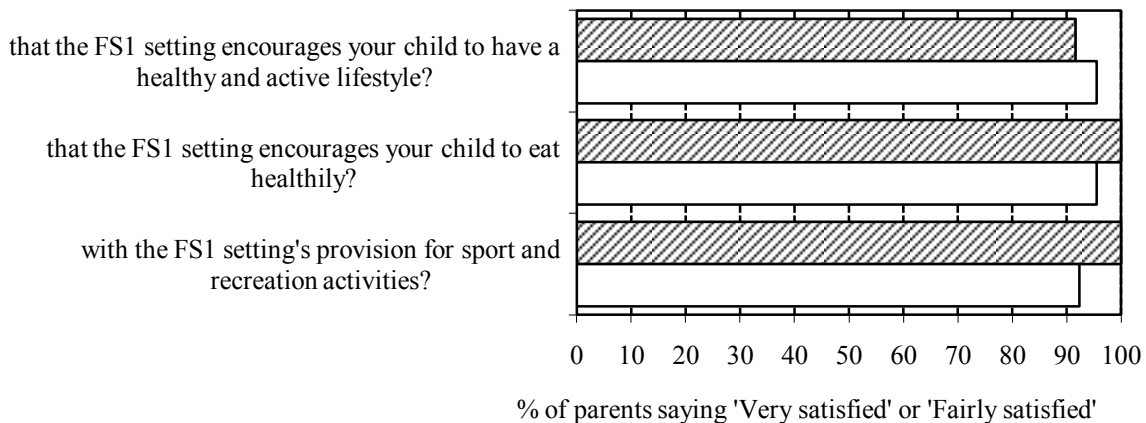 that the FS1 setting encourages your child to have a
healthy and active lifestyle?
that the FS1 setting encourages your child to eat
healthily?
with the FS1 setting's provision for sport and
recreation activities?
0 10 20 30 40 50 60 70 80 90 100
% of parents saying 'Very satisfied' or 'Fairly satisfied'